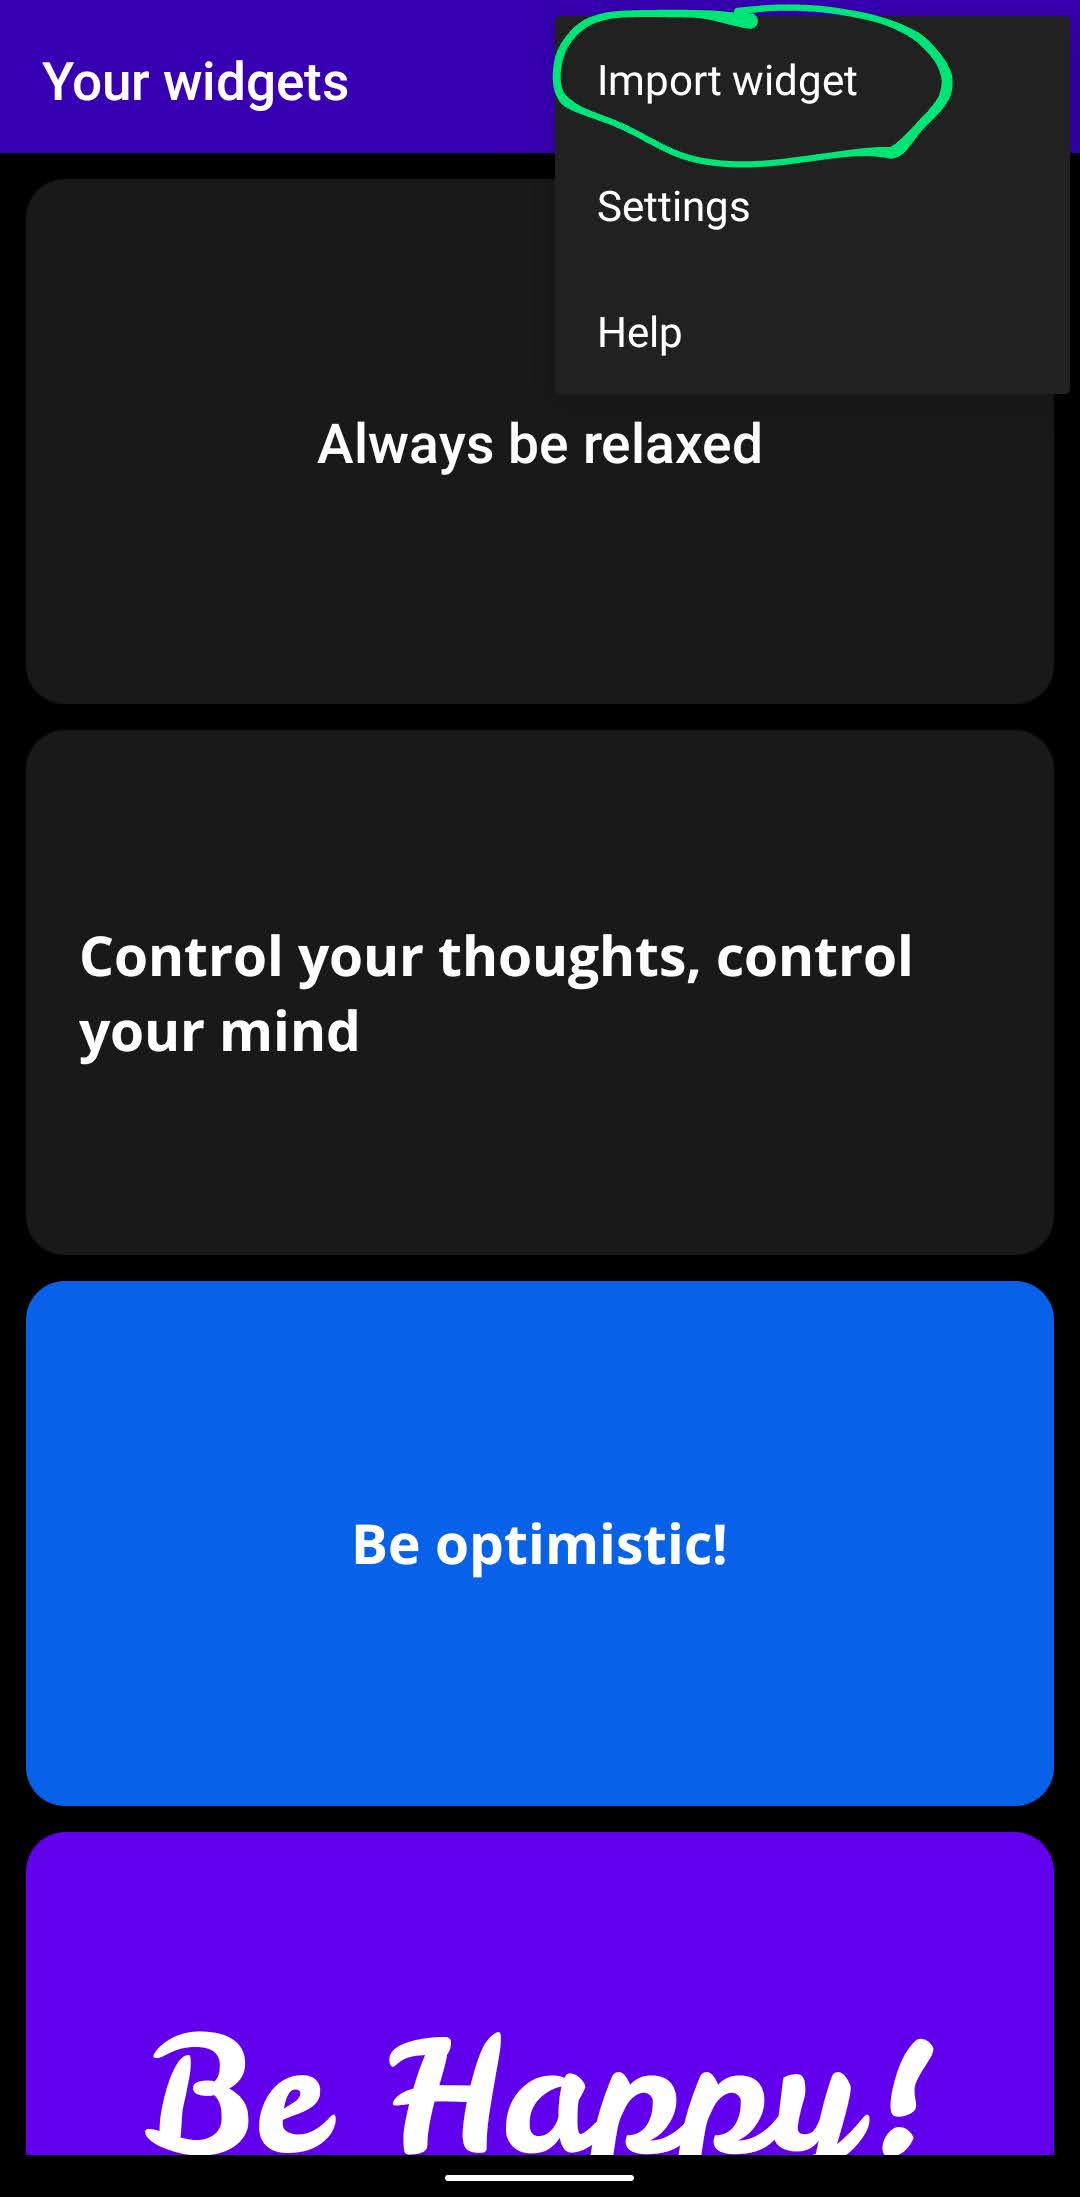 Your widgets
Import widget
Settings
Help
Always be relaxed
Control your thoughts, control
your mind
Be optimistic!
Be Happy!